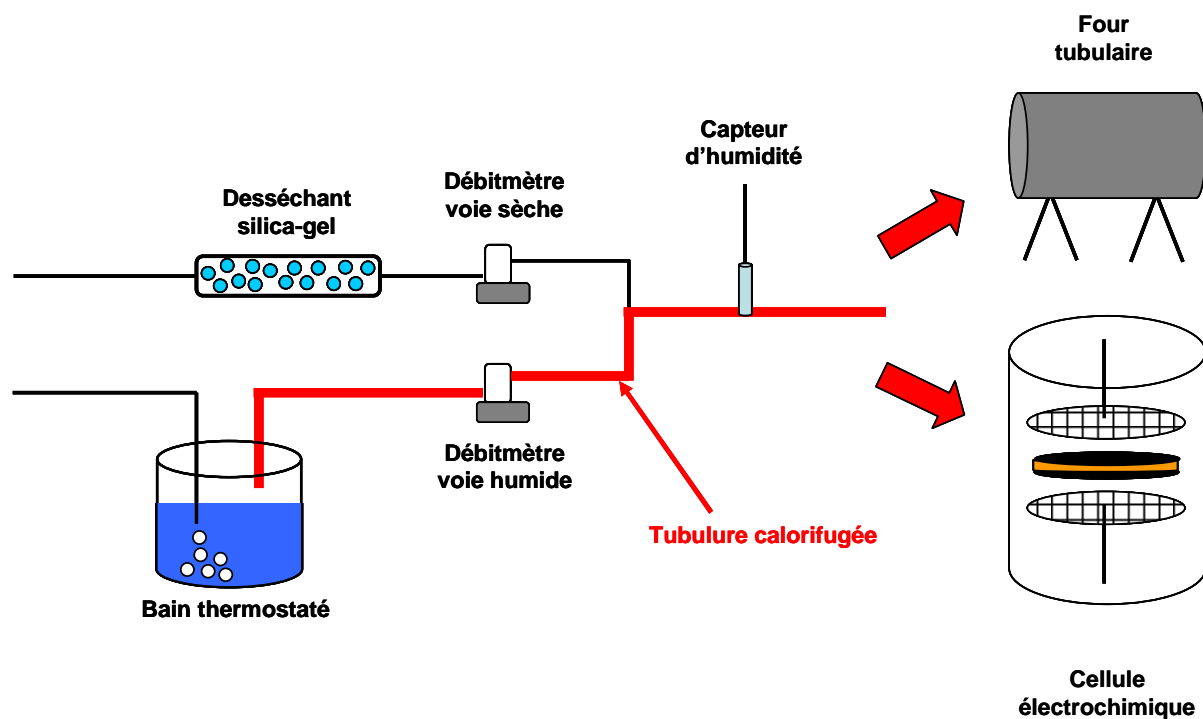 Four
tubulaire
Capteur
d'humidité
Desséchant
silica-gel
Débitmètre
voie sèche
Débitmètre
voie humide
Tubulure calorifugée
Bain thermostaté
Cellule
électrochimique